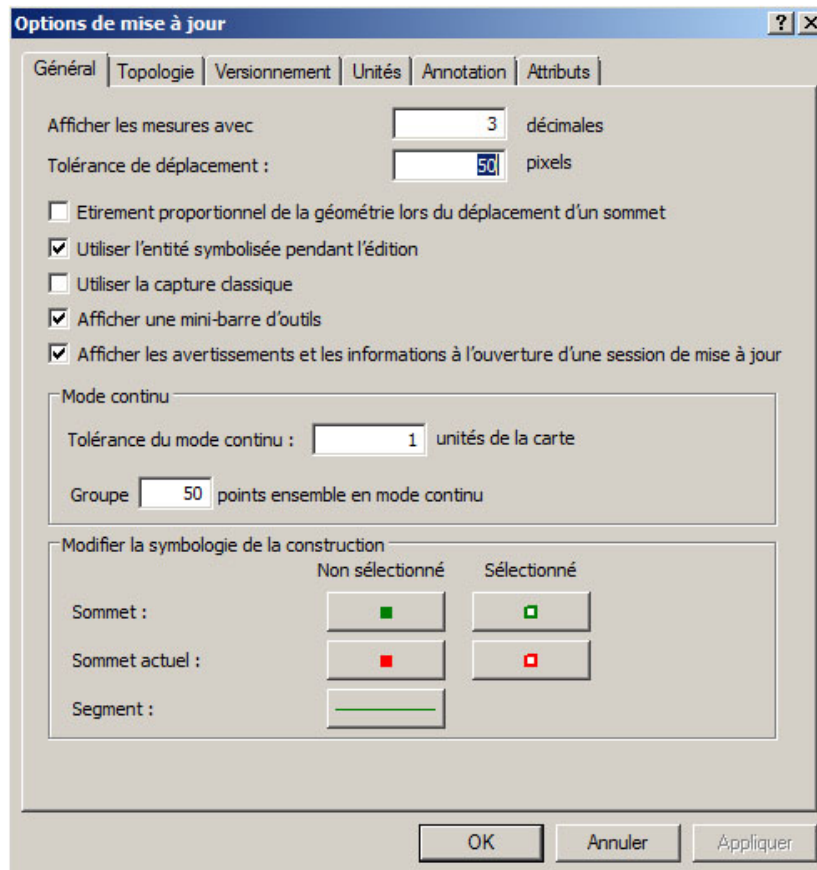 Options de mise à jour
Général Topologie Versionnement Unités Annotation Attributs
Afficher les mesures avec 3 décimales
Tolérance de déplacement : 50 pixels
Etirement proportionnel de la géométrie lors du déplacement d'un sommet
Utiliser l'entité symbolisée pendant l'édition
Utiliser la capture classique
Afficher une mini-barre d'outils
Afficher les avertissements et les informations à l'ouverture d'une session de mise à jour
Mode continu
Tolérance du mode continu : 1 unités de la carte
Groupe 50 points ensemble en mode continu
Modifier la symbologie de la construction
Non sélectionné Sélectionné
Sommet :
Sommet actuel :
Segment :
OK Annuler Appliquer